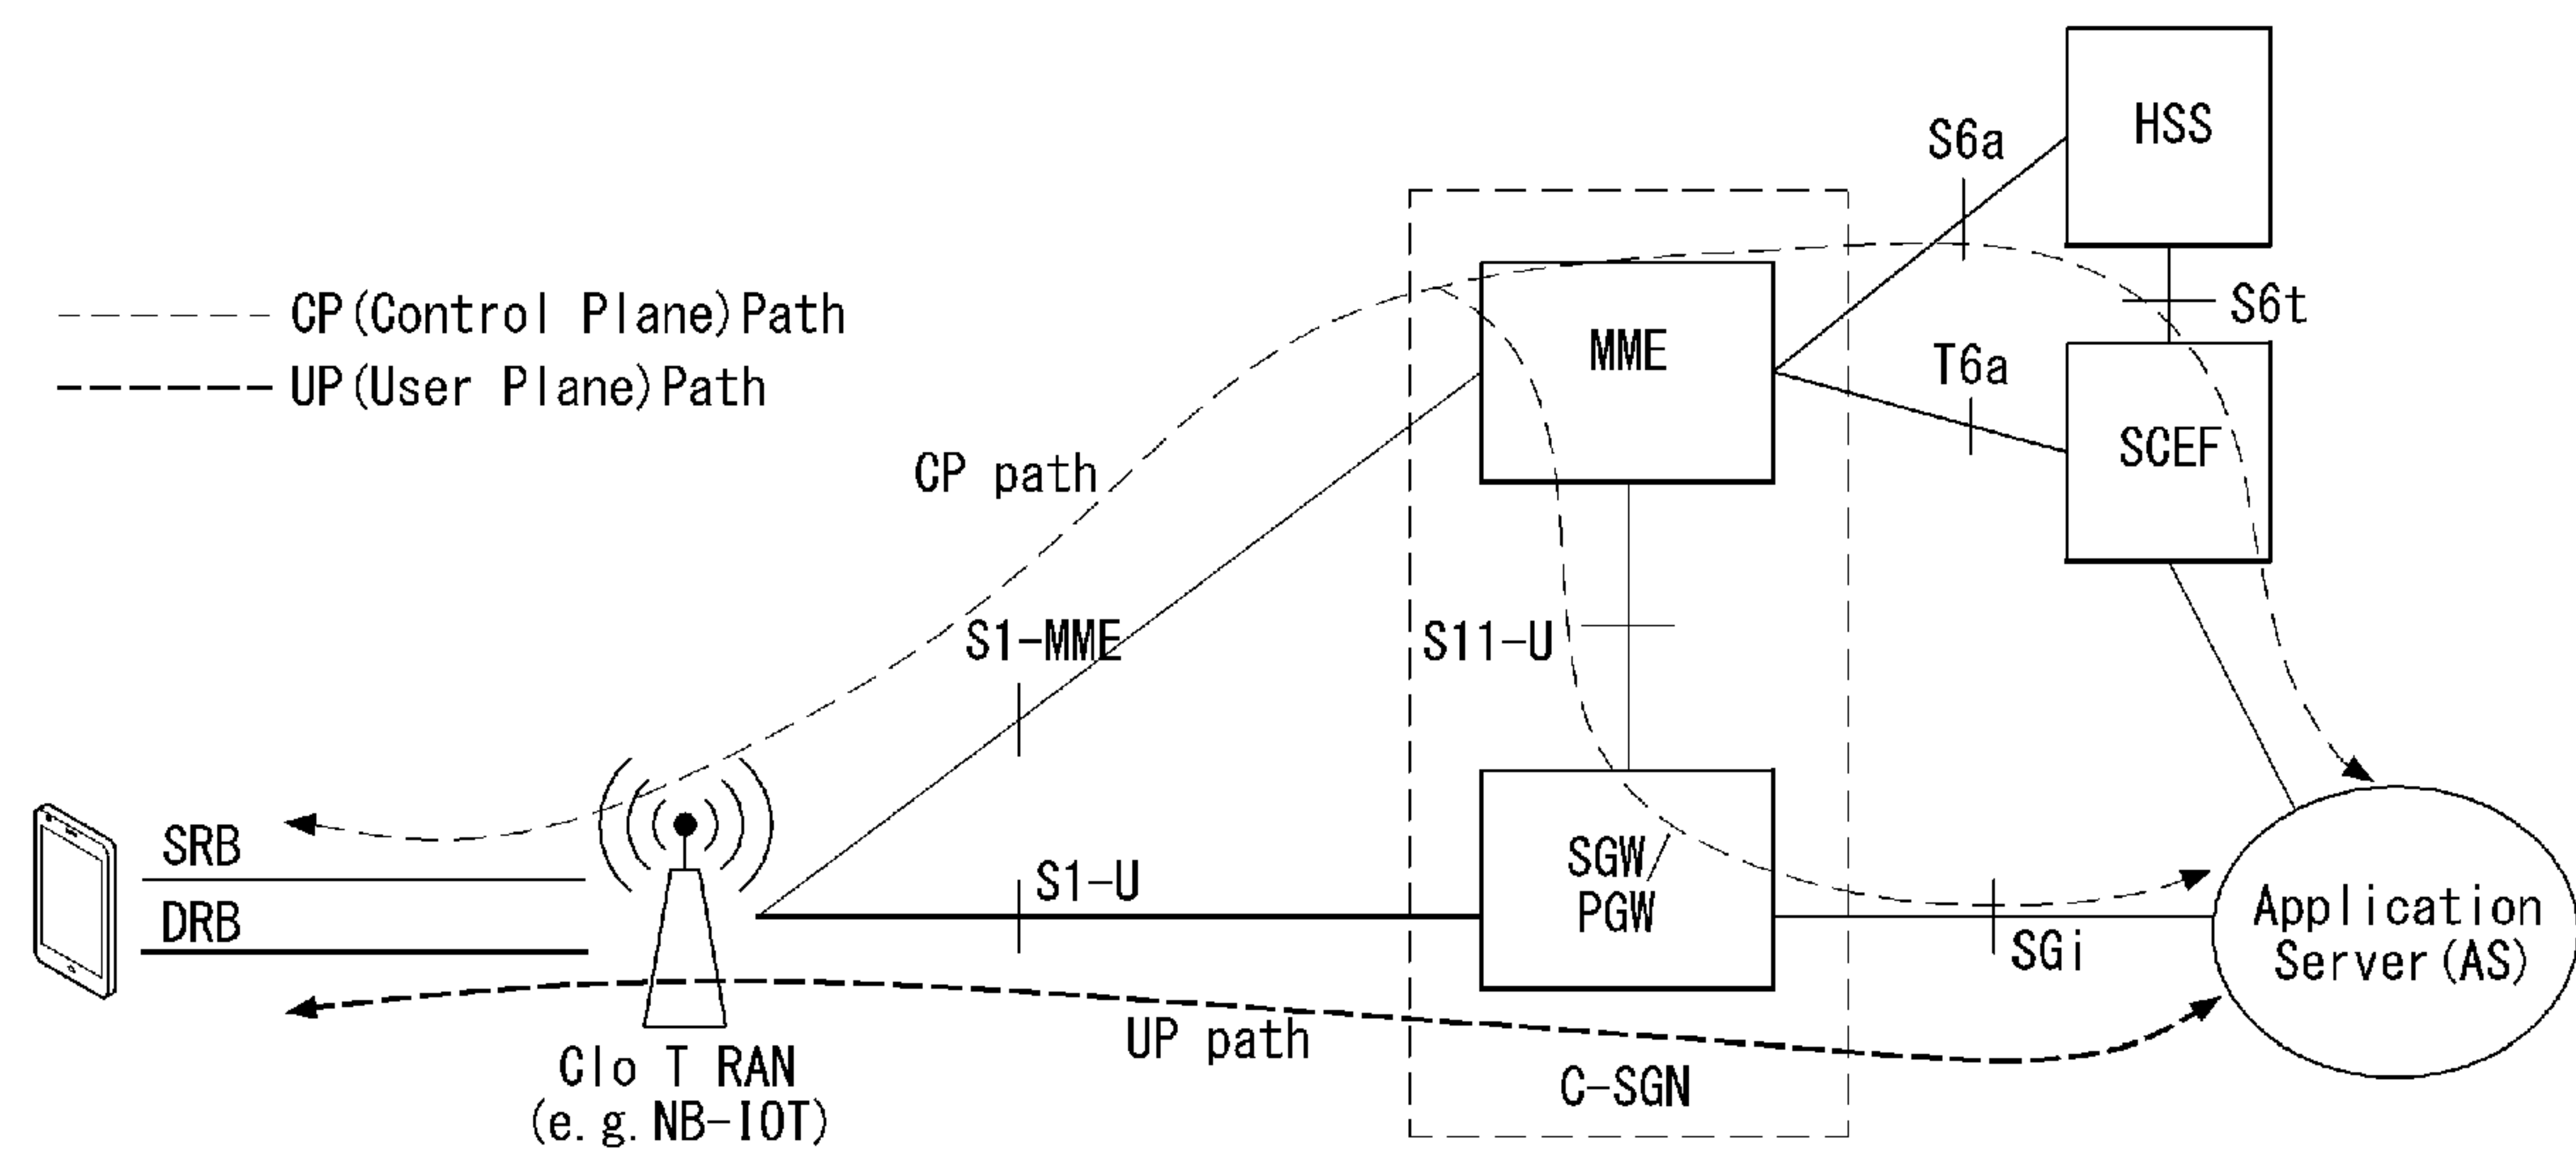 HSS
S6a
CP(Control Plane)Path
S6t
MME
T6a
UP(User Plane)Path
SCEF
CP path
S1-MME
S11-U
SRB
SGW/
PGW
S1-U
DRB
Application
Server(AS)
SGi
UP path
CIo T RAN
(e.g.NB-IOT)
C-SGN